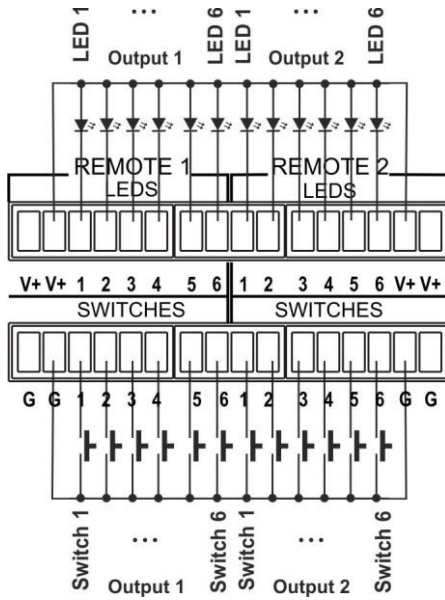 LED 1 ... LED 6 LED 1 ... LED 6
Output 1 Output 2
REMOTE 1 REMOTE 2
LEDS LEDS
V+ V+ 1 2 3 4 5 6 1 2 3 4 5 6 V+ V+
SWITCHES SWITCHES
G G 1 2 3 4 5 6 1 2 3 4 5 6 G G
Switch 1 ... Switch 6 Switch 1 ... Switch 6
Output 1 Output 2